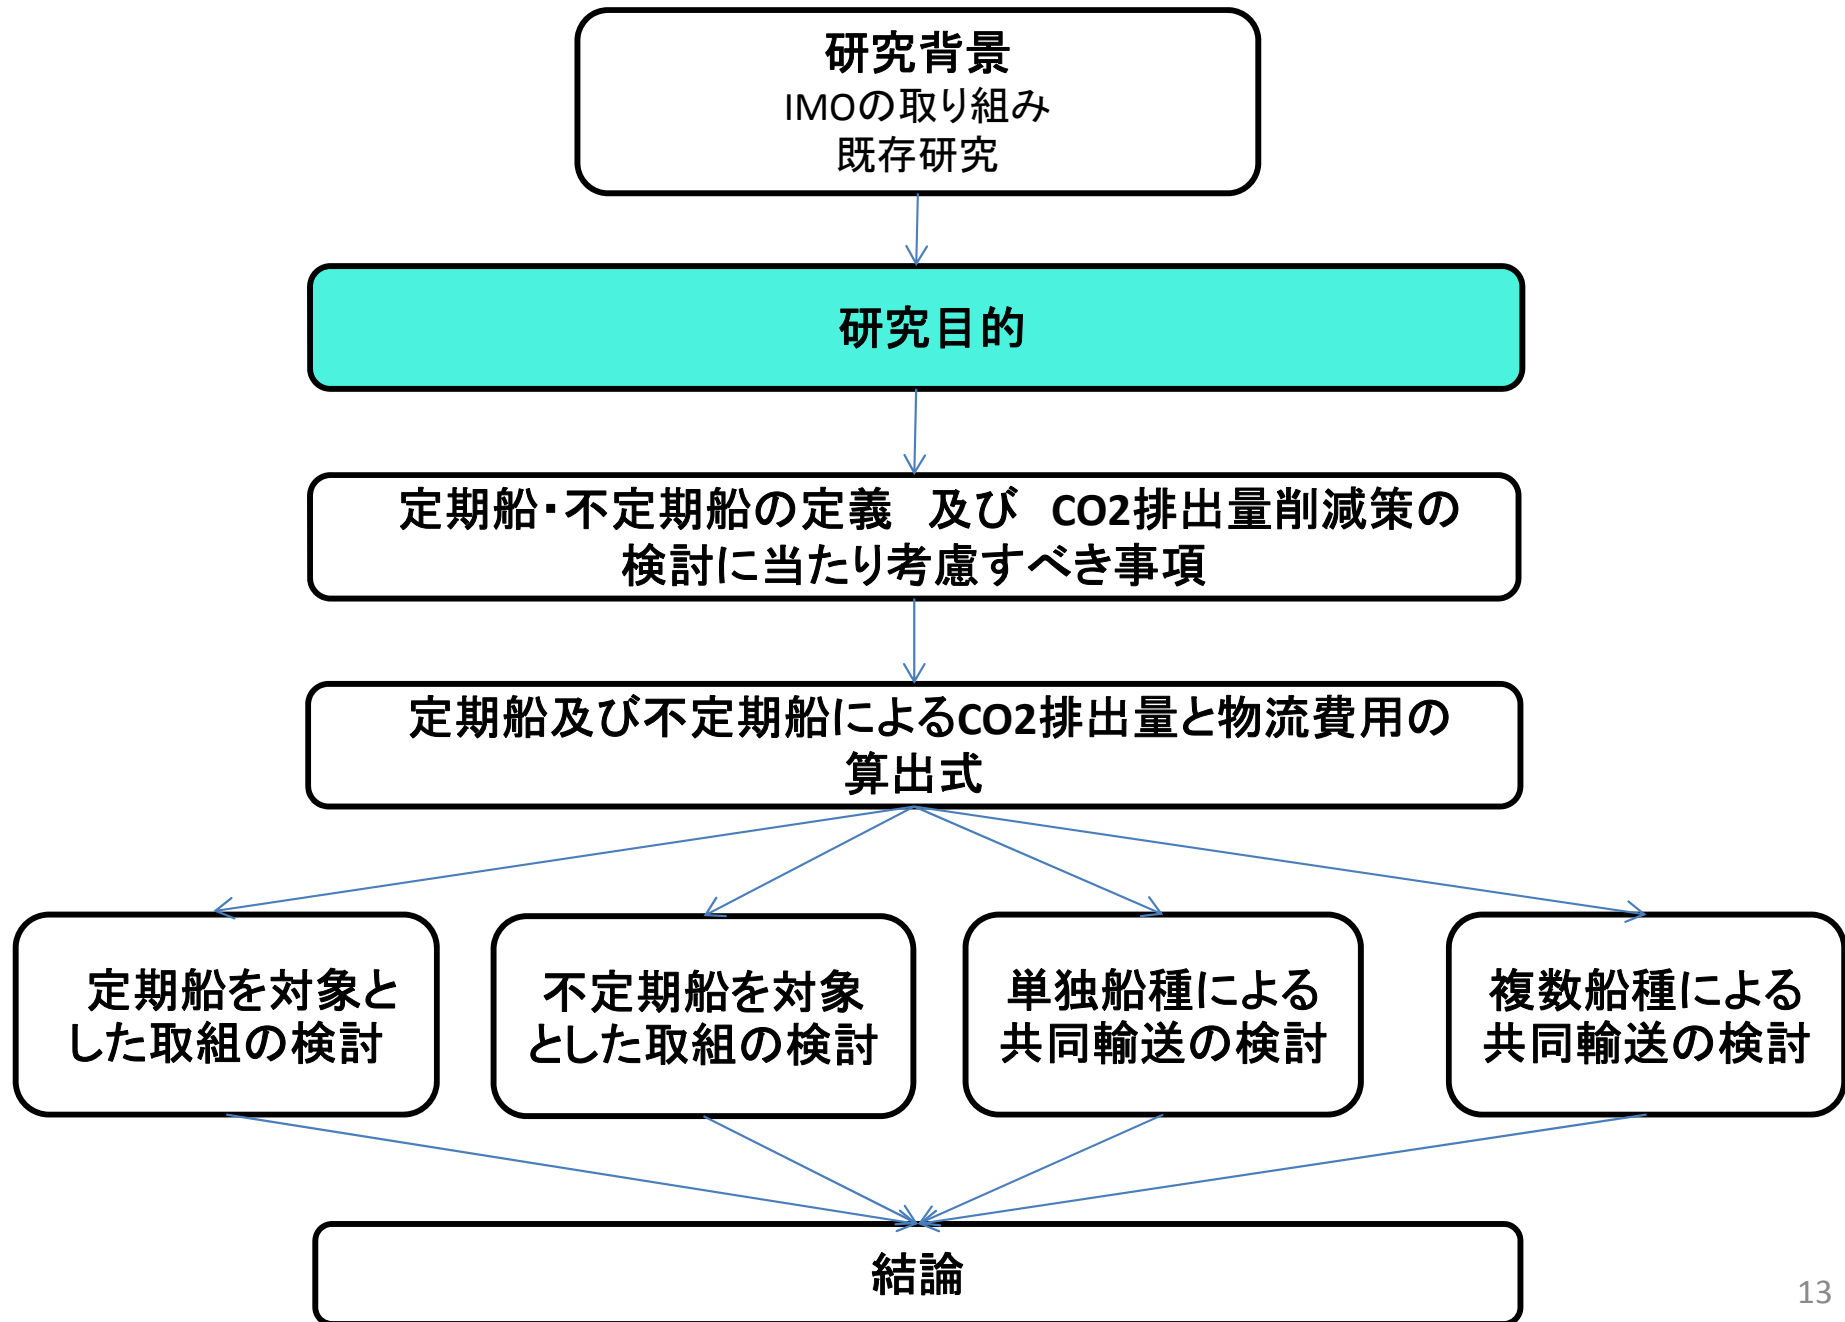 研究背景
IMOの取り組み
既存研究
研究目的
定期船・不定期船の定義　及び　CO2排出量削減策の
検討に当たり考慮すべき事項
定期船及び不定期船によるCO2排出量と物流費用の
算出式
定期船を対象と
した取組の検討
不定期船を対象
とした取組の検討
単独船種による
共同輸送の検討
複数船種による
共同輸送の検討
結論
13